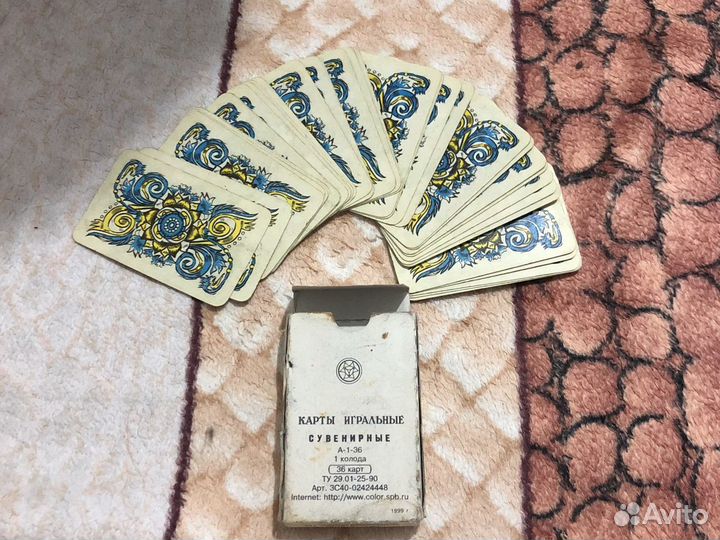 КАРТЫ ИГРАЛЬНЫЕ
СУВЕНИРНЫЕ
А-1-36
1 колода
36 карт
ТУ 29.01-25-90
Арт. ЗС40-02424448
Internet: http://www.color.spb.ru
1999 г
Avito